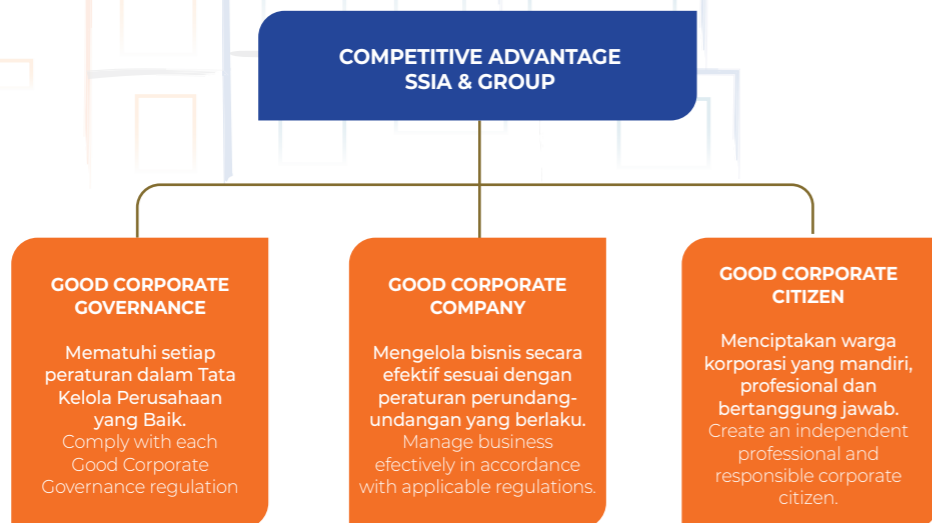 COMPETITIVE ADVANTAGE
SSIA & GROUP
GOOD CORPORATE
GOVERNANCE
Mematuhi setiap
peraturan dalam Tata
Kelola Perusahaan
yang Baik.
Comply with each
Good Corporate
Governance regulation
GOOD CORPORATE
COMPANY
Mengelola bisnis secara
efektif sesuai dengan
peraturan perundang-
undangan yang berlaku.
Manage business
efectively in accordance
with applicable regulations.
GOOD CORPORATE
CITIZEN
Menciptakan warga
korporasi yang mandiri,
profesional dan
bertanggung jawab.
Create an independent
professional and
responsible corporate
citizen.